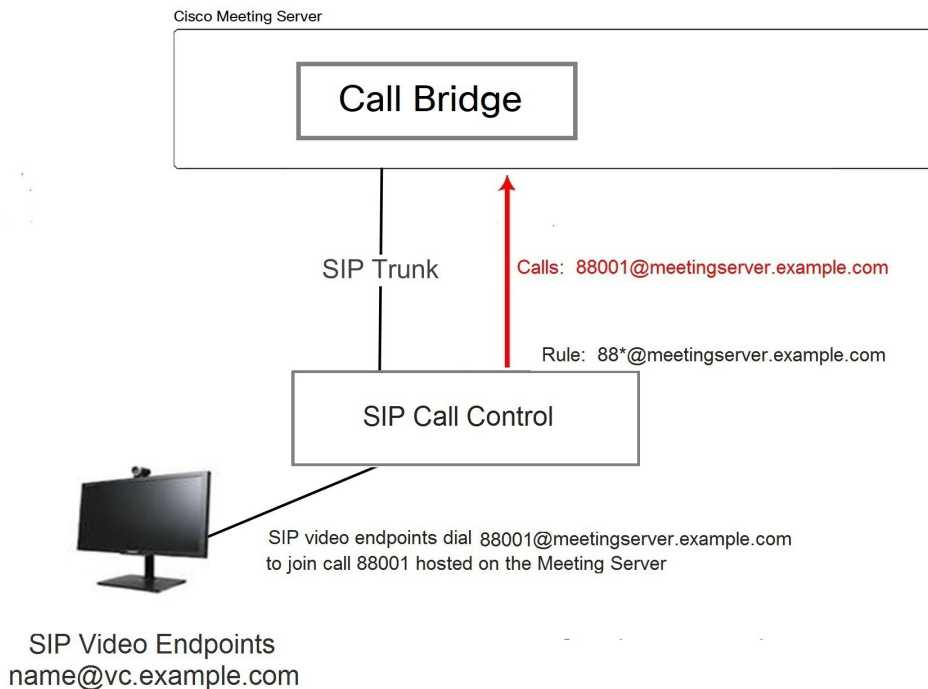 Cisco Meeting Server
Call Bridge
SIP Trunk
Calls: 88001@meetingserver.example.com
Rule: 88*@meetingserver.example.com
SIP Call Control
SIP video endpoints dial 88001@meetingserver.example.com
to join call 88001 hosted on the Meeting Server
SIP Video Endpoints
name@vc.example.com